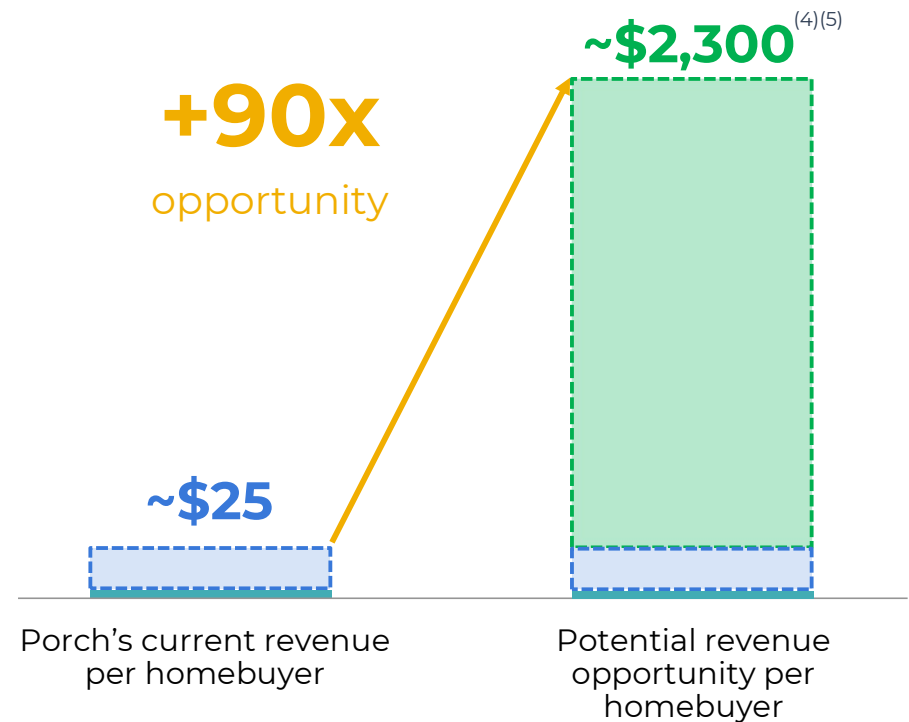 +90x
opportunity
~$25
~$2,300(4)(5)
Porch's current revenue
per homebuyer
Potential revenue
opportunity per
homebuyer